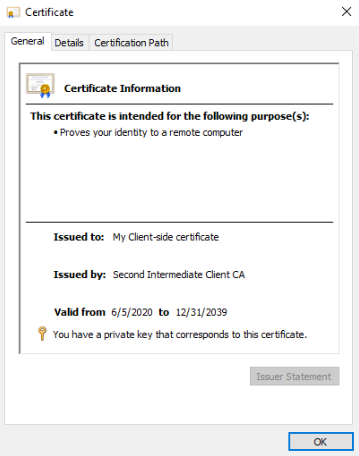 Certificate
General Details Certification Path
Certificate Information
This certificate is intended for the following purpose(s):
• Proves your identity to a remote computer
Issued to: My Client-side certificate
Issued by: Second Intermediate Client CA
Valid from 6/5/2020 to 12/31/2039
You have a private key that corresponds to this certificate.
Issuer Statement
OK